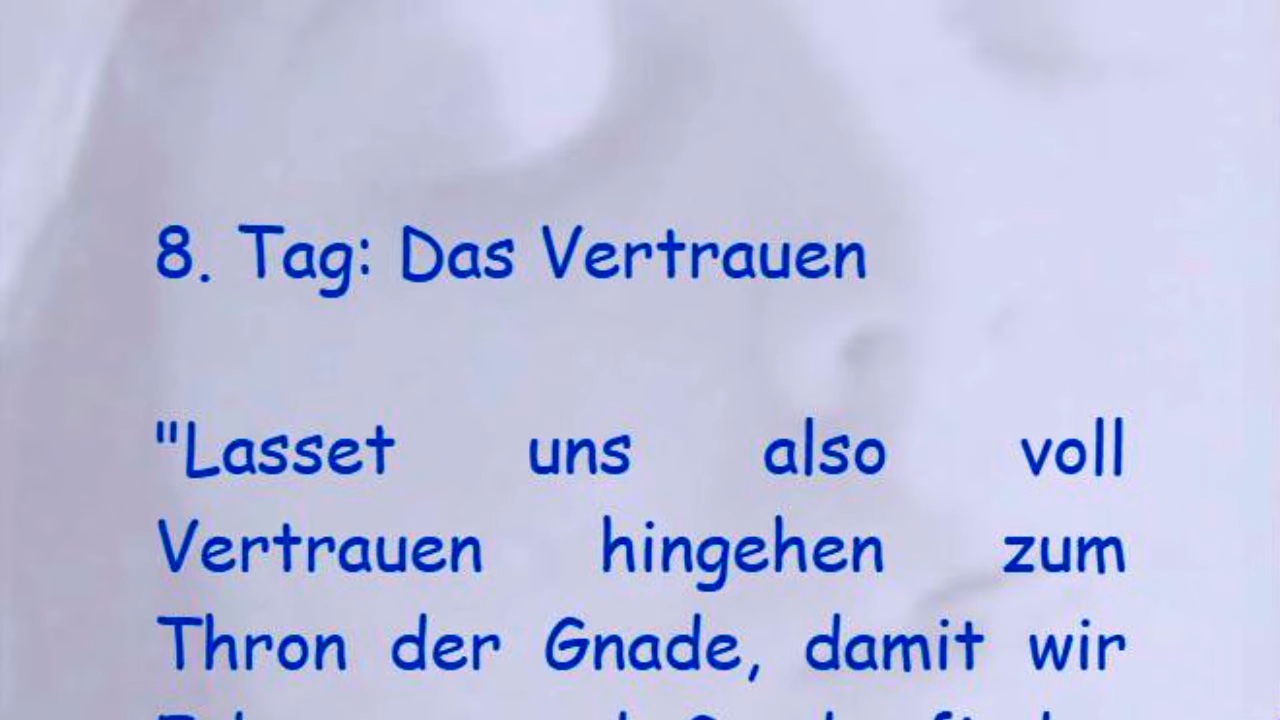 8. Tag: Das Vertrauen
"Lasset uns also voll
Vertrauen hingehen zum
Thron der Gnade, damit wir